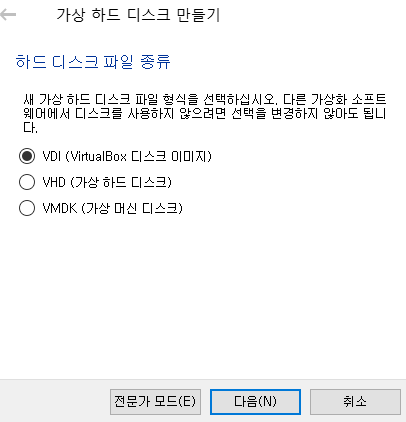 가상 하드 디스크 만들기
하드 디스크 파일 종류
새 가상 하드 디스크 파일 형식을 선택하십시오. 다른 가상화 소프트
웨어에서 디스크를 사용하지 않으려면 선택을 변경하지 않아도 됩니
다.
VDI (VirtualBox 디스크 이미지)
VHD (가상 하드 디스크)
VMDK (가상 머신 디스크)
전문가 모드(E) 다음(N) 취소